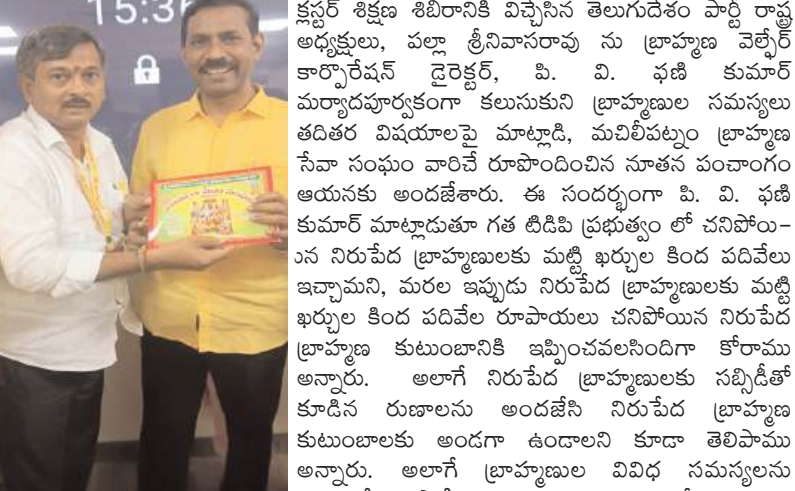 15:36
క్లస్టర్ శిక్షణ శిబిరానికి విచ్చేసిన తెలుగుదేశం పార్టీ రాష్ట్ర
అధ్యక్షులు, పల్లా శ్రీనివాసరావు ను బ్రాహ్మణ వెల్ఫేర్
కార్పొరేషన్ డైరెక్టర్, పి. వి. ఫణి కుమార్
మర్యాదపూర్వకంగా కలుసుకుని బ్రాహ్మణుల సమస్యలు
తదితర విషయాలపై మాట్లాడి, మచిలీపట్నం బ్రాహ్మణ
సేవా సంఘం వారిచే రూపొందించిన నూతన పంచాంగం
ఆయనకు అందజేశారు. ఈ సందర్భంగా పి. వి. ఫణి
కుమార్ మాట్లాడుతూ గత టిడిపి ప్రభుత్వం లో చనిపోయి-
న నిరుపేద బ్రాహ్మణులకు మట్టి ఖర్చుల కింద పదివేలు
ఇచ్చామని, మరల ఇప్పుడు నిరుపేద బ్రాహ్మణులకు మట్టి
ఖర్చుల కింద పదివేల రూపాయలు చనిపోయిన నిరుపేద
బ్రాహ్మణ కుటుంబానికి ఇప్పించవలసిందిగా కోరాము
అన్నారు. అలాగే నిరుపేద బ్రాహ్మణులకు సబ్సిడీతో
కూడిన రుణాలను అందజేసి నిరుపేద బ్రాహ్మణ
కుటుంబాలకు అండగా ఉండాలని కూడా తెలిపాము
అన్నారు. అలాగే బ్రాహ్మణుల వివిధ సమస్యలను